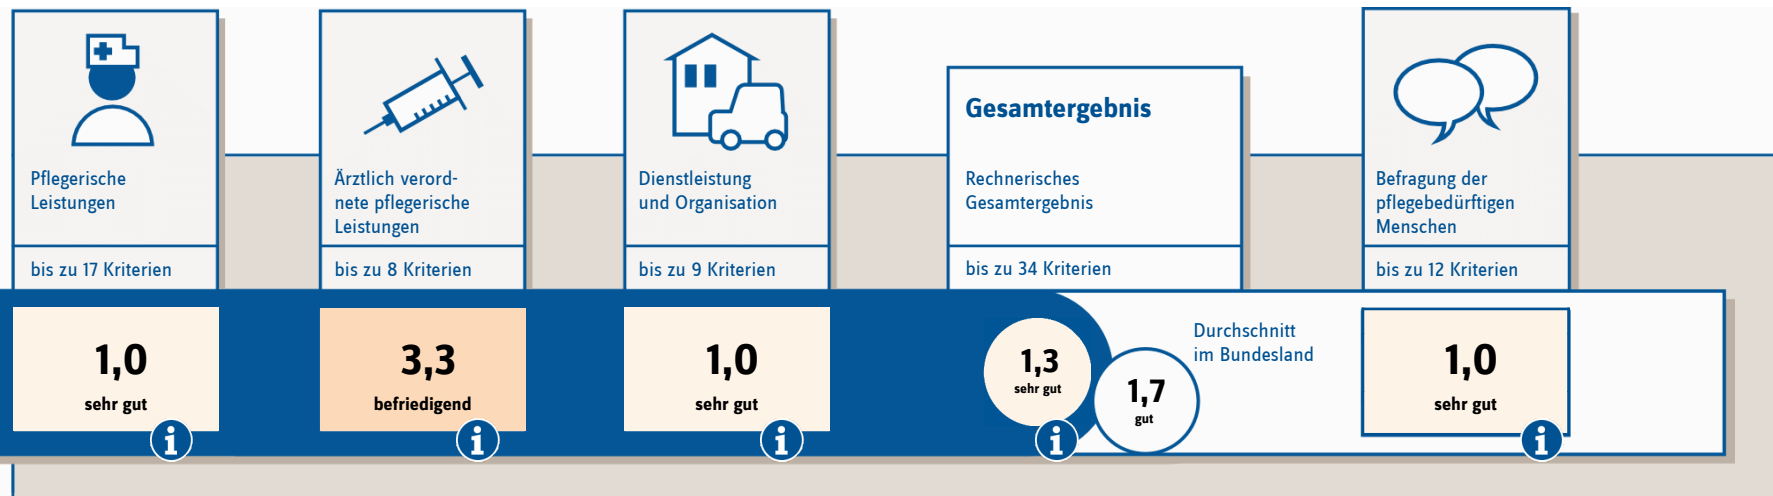 Pflegerische
Leistungen
bis zu 17 Kriterien
1,0
sehr gut
i
Ärztlich verord-
nete pflegerische
Leistungen
bis zu 8 Kriterien
3,3
befriedigend
i
Dienstleistung
und Organisation
bis zu 9 Kriterien
1,0
sehr gut
i
Gesamtergebnis
Rechnerisches
Gesamtergebnis
bis zu 34 Kriterien
1,3
sehr gut
i
1,7
gut
Durchschnitt
im Bundesland
Befragung der
pflegebedürftigen
Menschen
bis zu 12 Kriterien
1,0
sehr gut
i